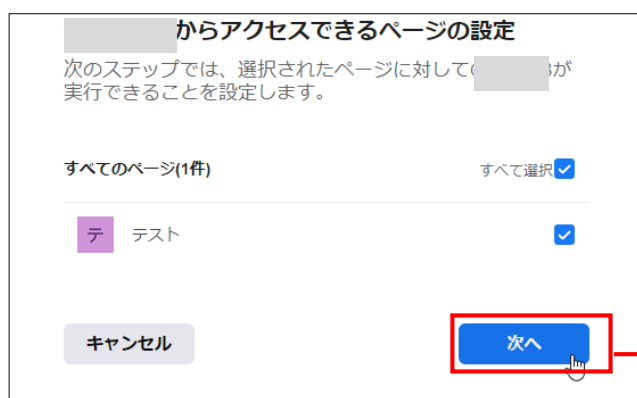 からアクセスできるページの設定
次のステップでは、選択されたページに対して が
実行できることを設定します。
すべてのページ(1件)
すべて選択
テ テスト
キャンセル
次へ